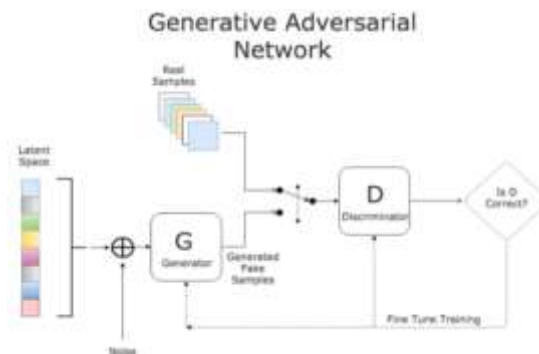 Generative Adversarial
Network
Real
Samples
Latent
Space
D
Discriminator
Is D
Correct?
G
Generator
Generated
Fake
Samples
Fine Tune Training
Noise